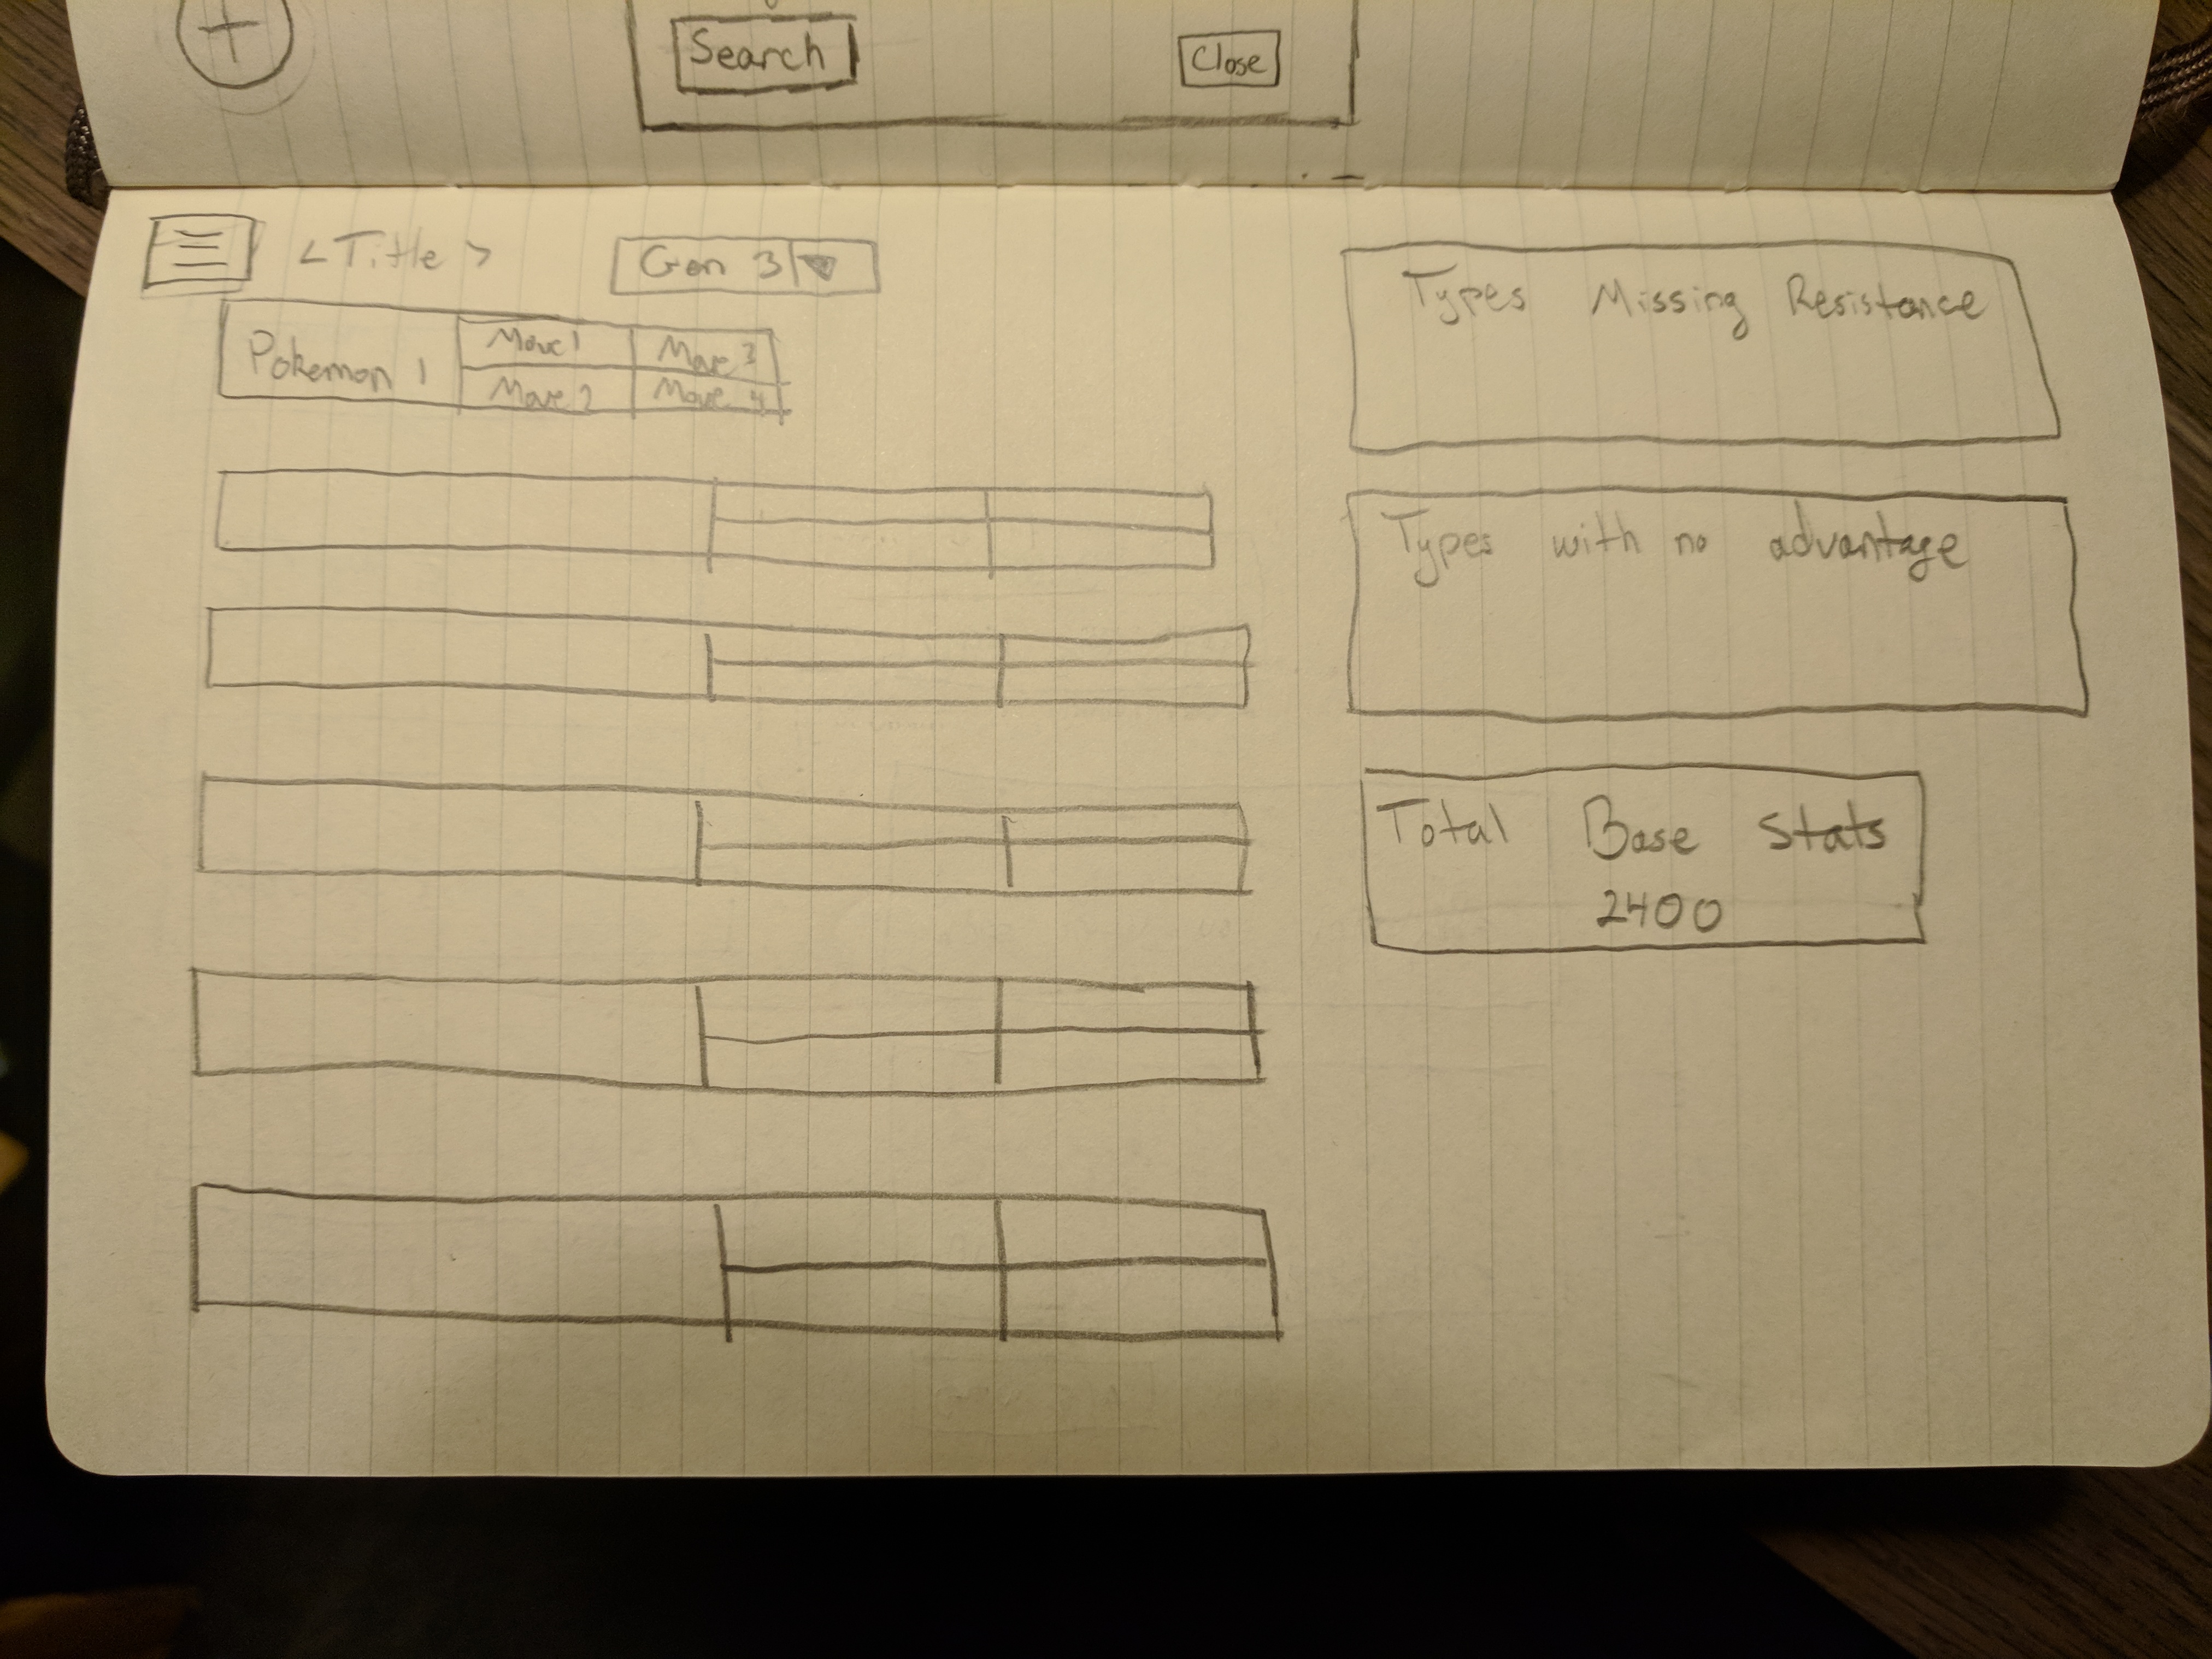 Search
Close
<Title>
Gen 3
Pokemon 1
Move 1
Move 3
Move 2
Move 4
Types Missing Resistance
Types with no advantage
Total Base Stats
2400